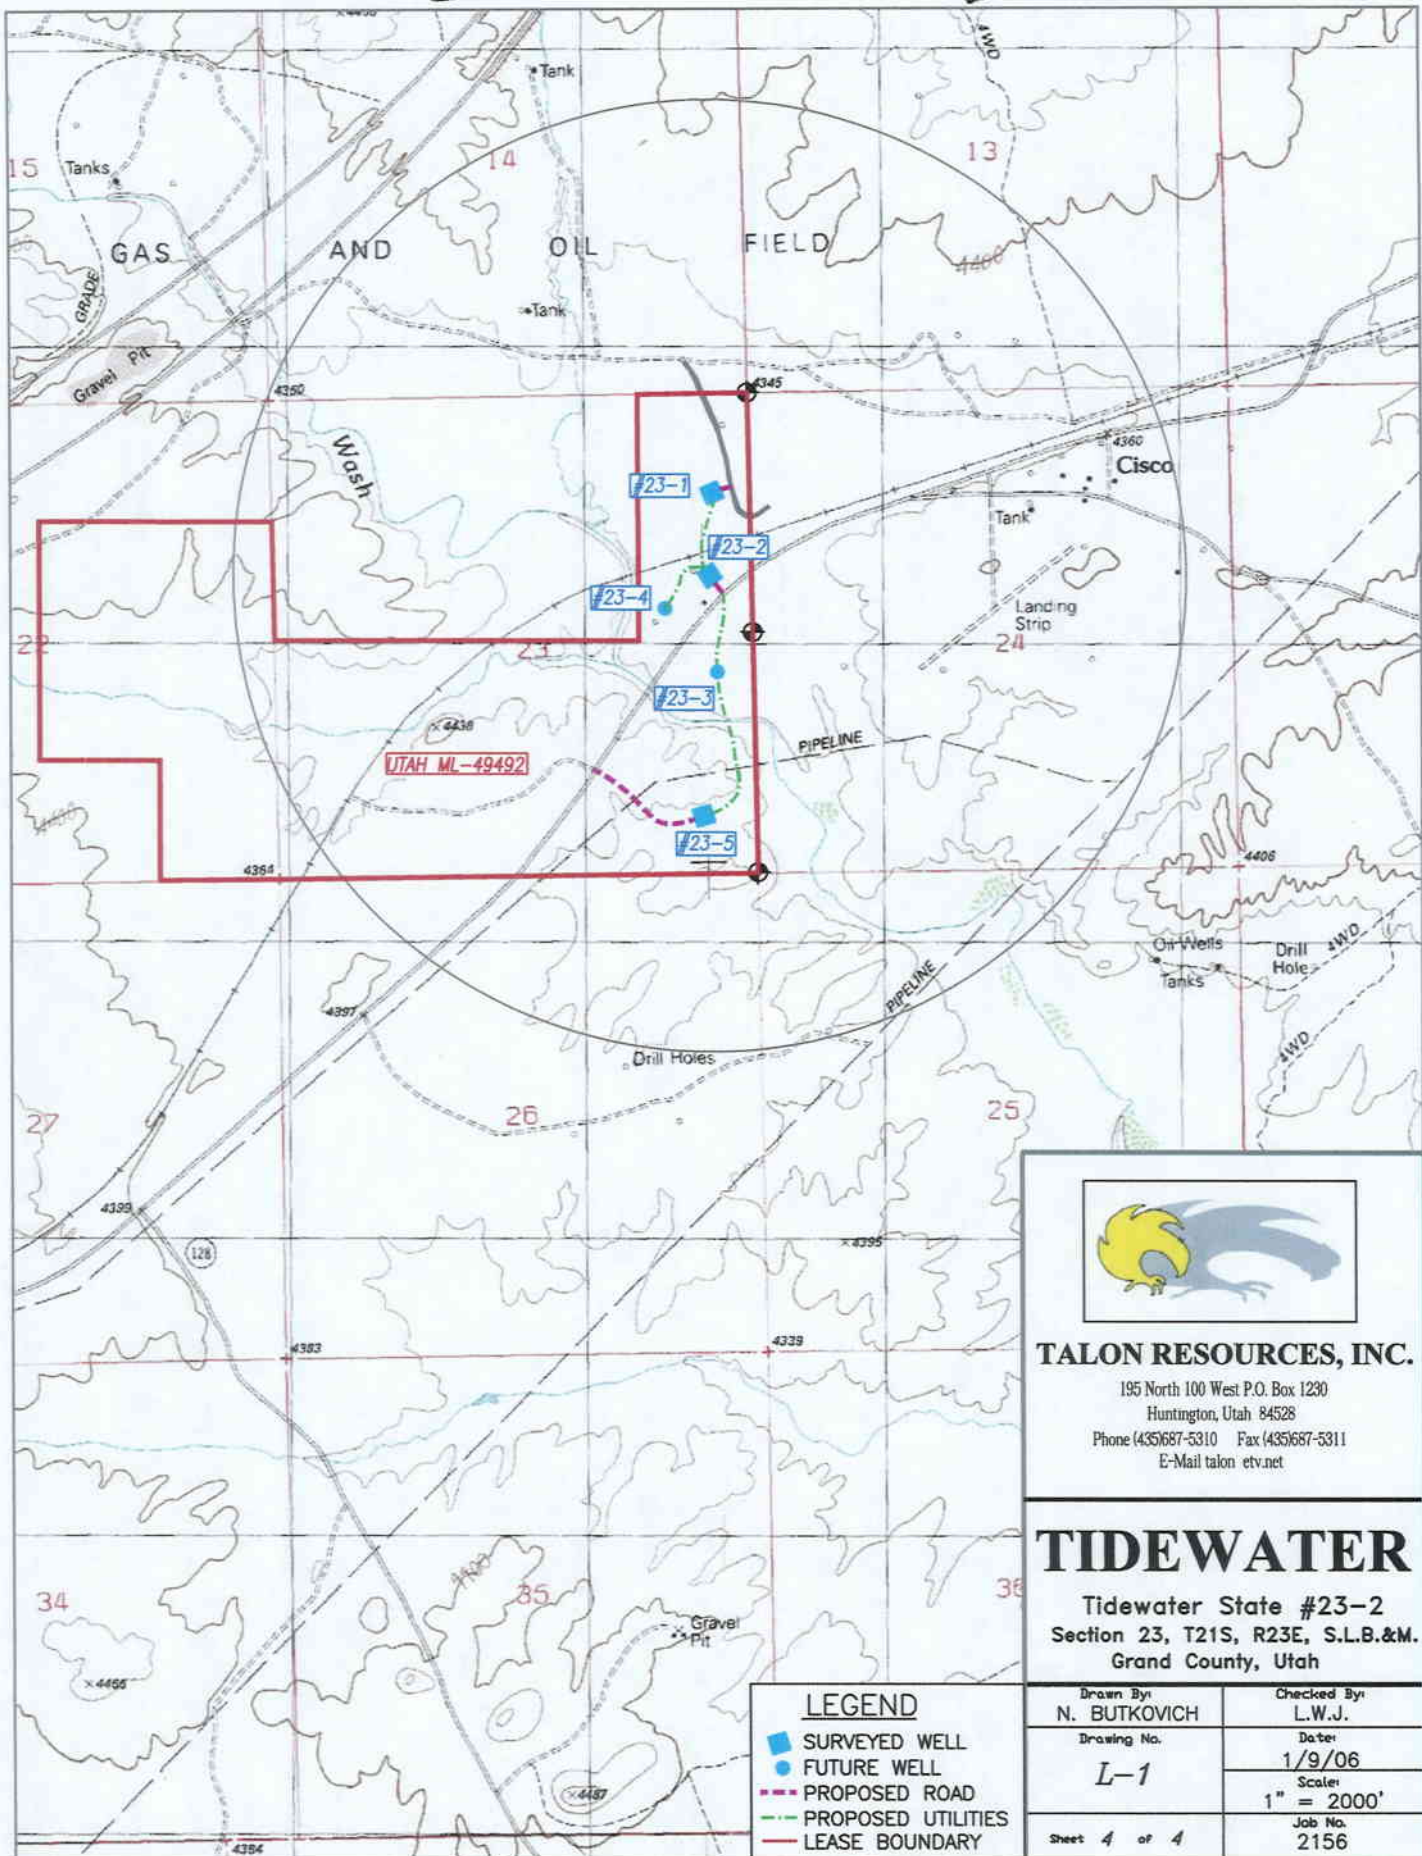 4WD
Tank
15
Tanks
14
13
GAS AND OIL FIELD
4400
GRADE
Tank
Gravel Pit
4350
4345
Wash
4360
Cisco
#23-1
#23-2
Tank
#23-4
Landing
Strip
22
23
24
#23-3
4438
PIPELINE
UTAH ML-49492
4400
#23-5
4364
4406
Oil Wells
Drill
Hole
4WD
Tanks
PIPELINE
4397
Drill Holes
4WD
27
26
25
4399
128
4395
4383
4339
TALON RESOURCES, INC.
195 North 100 West P.O. Box 1230
Huntington, Utah 84528
Phone (435)687-5310 Fax (435)687-5311
E-Mail talon etv.net
TIDEWATER
Tidewater State #23-2
Section 23, T21S, R23E, S.L.B.&M.
Grand County, Utah
34
4400
35
36
Gravel
Pit
4466
4487
4384
LEGEND
SURVEYED WELL
FUTURE WELL
PROPOSED ROAD
PROPOSED UTILITIES
LEASE BOUNDARY
Drawn By:
N. BUTKOVICH
Checked By:
L.W.J.
Drawing No.
L-1
Date:
1/9/06
Scale:
1" = 2000'
Sheet 4 of 4
Job No.
2156